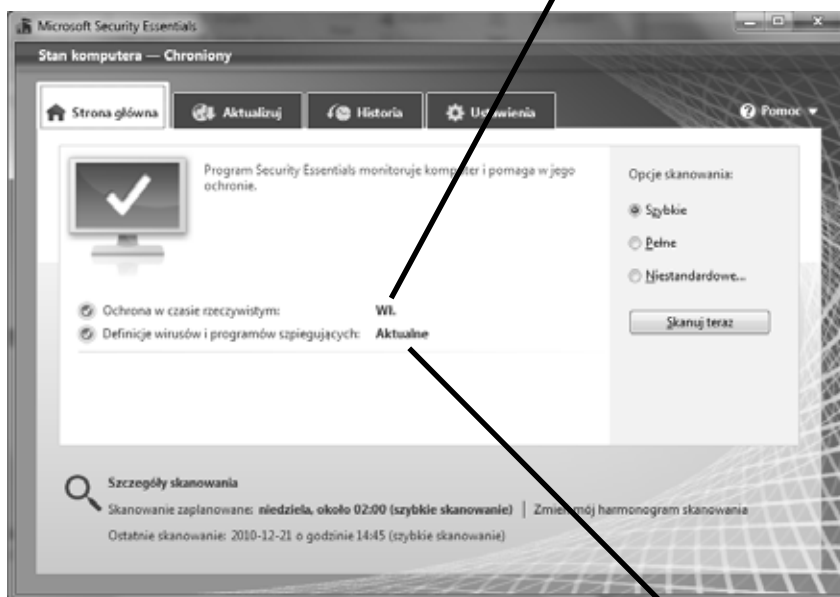 Microsoft Security Essentials
Stan komputera — Chroniony
Strona główna
Aktualizuj
Historia
Ustawienia
Pomoc
Program Security Essentials monitoruje komputer i pomaga w jego
ochronie.
Opcje skanowania:
Szybkie
Pełne
Niestandardowe...
Skanuj teraz
Ochrona w czasie rzeczywistym: Wł.
Definicje wirusów i programów szpiegujących: Aktualne
Szczegóły skanowania
Skanowanie zaplanowane: niedziela, około 02:00 (szybkie skanowanie) | Zmień mój harmonogram skanowania
Ostatnie skanowanie: 2010-12-21 o godzinie 14:45 (szybkie skanowanie)